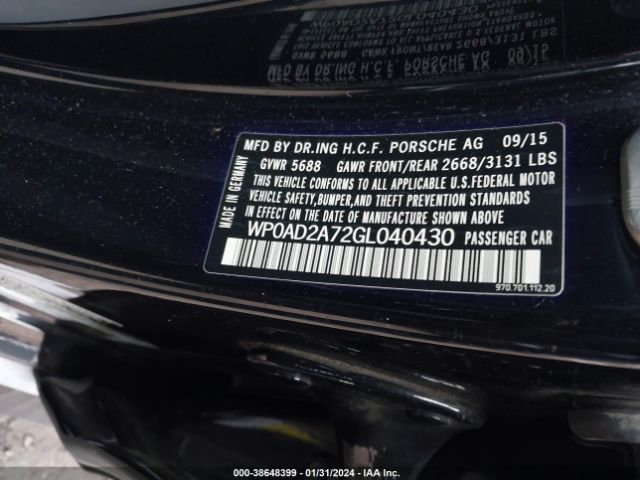 MFD BY DR.ING H.C.F. PORSCHE AG 09/15
GVWR 5688 GAWR FRONT/REAR 2668/3131 LBS
THIS VEHICLE CONFORMS TO ALL APPLICABLE U.S.FEDERAL MOTOR
VEHICLE SAFETY,BUMPER,AND THEFT PREVENTION STANDARDS
IN EFFECT ON THE DATE OF MANUFACTURE SHOWN ABOVE.
WP0AD2A72GL040430 PASSENGER CAR
MADE IN GERMANY
970.701.112.20
© IAA - 38648399 | 01/31/2024 - IAA, Inc.